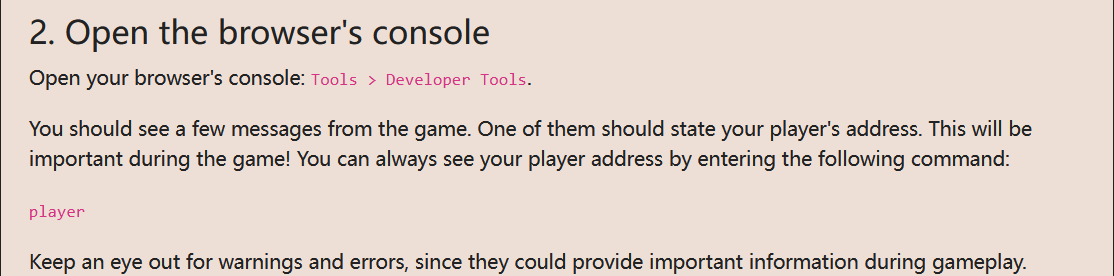 2. Open the browser's console
Open your browser's console: Tools > Developer Tools.
You should see a few messages from the game. One of them should state your player's address. This will be
important during the game! You can always see your player address by entering the following command:
player
Keep an eye out for warnings and errors, since they could provide important information during gameplay.